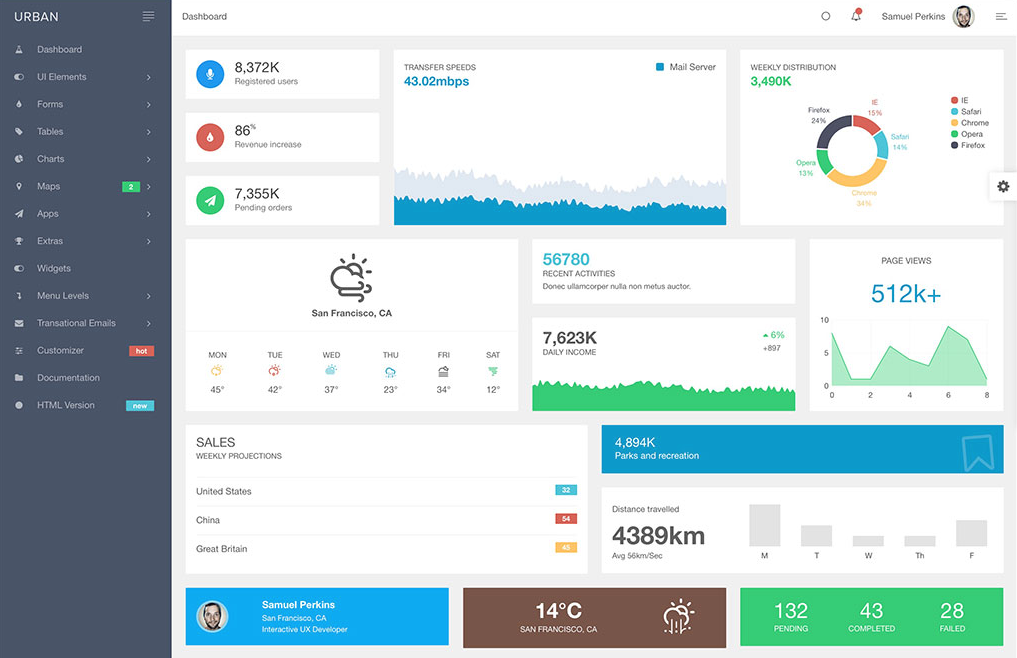 URBAN
Dashboard
UI Elements
Forms
Tables
Charts
Maps
2
Apps
Extras
Widgets
Menu Levels
Transational Emails
Customizer
hot
Documentation
HTML Version
new
Dashboard
Samuel Perkins
8,372K
Registered users
86%
Revenue increase
7,355K
Pending orders
TRANSFER SPEEDS
43.02mbps
Mail Server
WEEKLY DISTRIBUTION
3,490K
IE
15%
Safari
14%
Chrome
34%
Opera
13%
Firefox
24%
IE
Safari
Chrome
Opera
Firefox
San Francisco, CA
MON TUE WED THU FRI SAT
45° 42° 37° 23° 34° 12°
56780
RECENT ACTIVITIES
Donec ullamcorper nulla non metus auctor.
7,623K
DAILY INCOME
6%
+897
PAGE VIEWS
512k+
10
5
0
0 2 4 6 8
SALES
WEEKLY PROJECTIONS
United States 32
China 54
Great Britain 45
4,894K
Parks and recreation
Distance travelled
4389km
Avg 56km/Sec
M T W Th F
Samuel Perkins
San Francisco, CA
Interactive UX Developer
14°C
SAN FRANCISCO, CA
132 43 28
PENDING COMPLETED FAILED